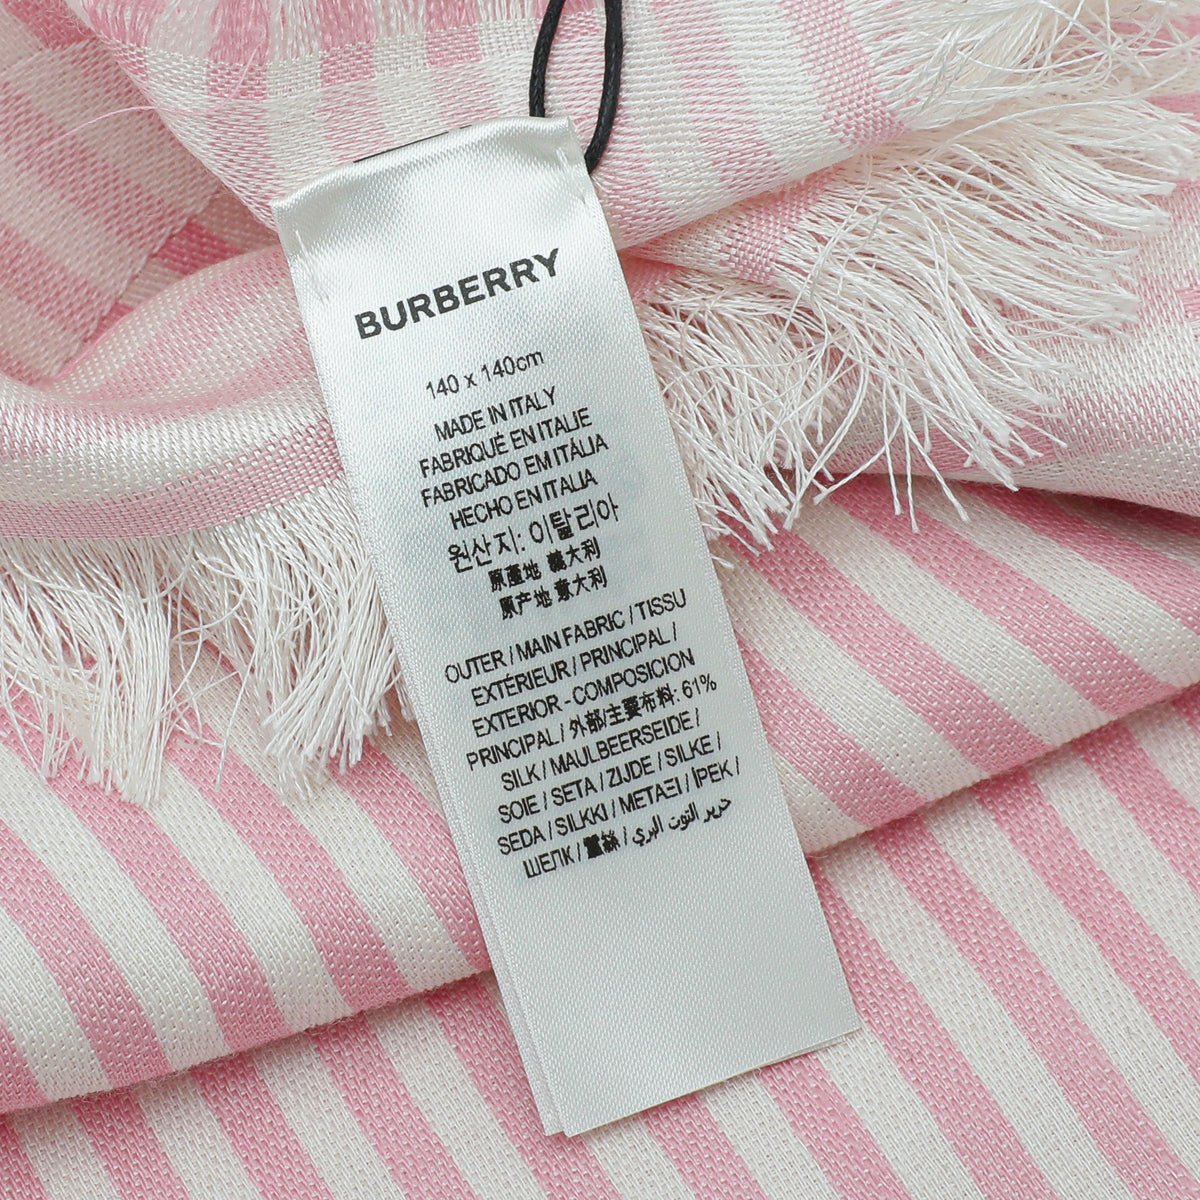 BURBERRY
140 x 140cm
MADE IN ITALY
FABRIQUÉ EN ITALIE
FABRICADO EM ITÁLIA
HECHO EN ITALIA
원산지: 이탈리아
原產地 義大利
原产地 意大利
OUTER / MAIN FABRIC / TISSU
EXTÉRIEUR / PRINCIPAL /
EXTERIOR - COMPOSICION
PRINCIPAL / 外部/主要布料: 61%
SILK / MAULBEERSEIDE /
SOIE / SETA / ZIJDE / SILKE /
SEDA / SILKKI / ΜΕΤΑΞΙ / İPEK /
ШЕЛК / 蠶絲 / حرير التوت البري